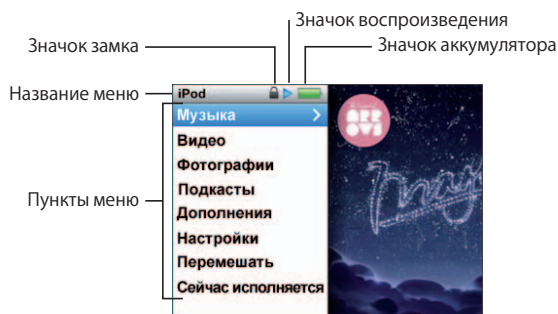 Значок воспроизведения
Значок замка
Значок аккумулятора
Название меню
iPod
Музыка
Видео
Фотографии
Подкасты
Пункты меню
Дополнения
Настройки
Перемешать
Сейчас исполняется